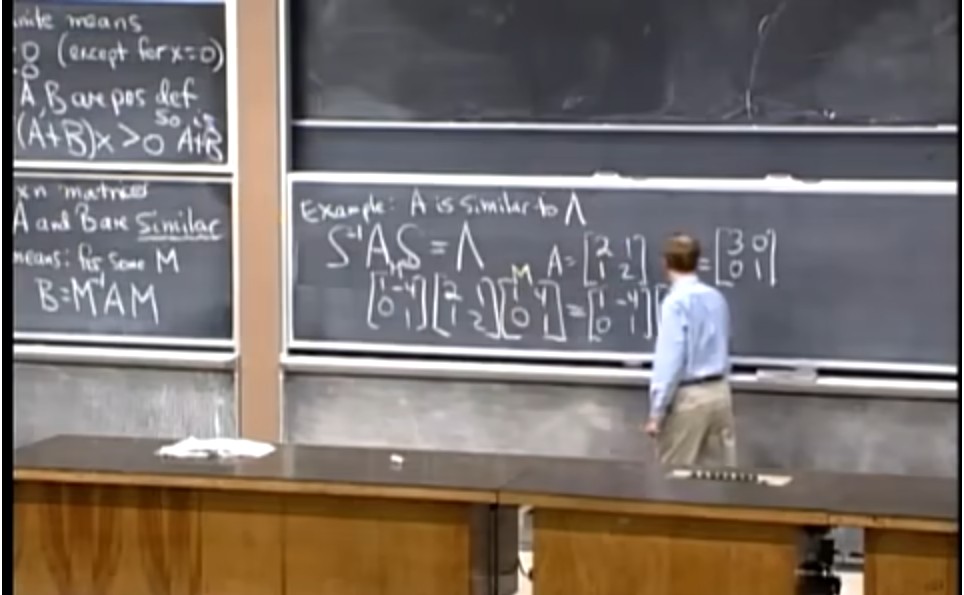 nite means
0 (except for x=0)
A, B are pos def
so is
(A+B)x > 0 A+B
x n matrices
A and B are Similar
means: for some M
B = M⁻¹AM
Example: A is similar to Λ
S⁻¹AS = Λ A = [2 1; 1 2] = [3 0; 0 1]
M
[1 -4; 0 1] [2 1; 1 2] [1 4; 0 1] = [1 -4; 0 1] [